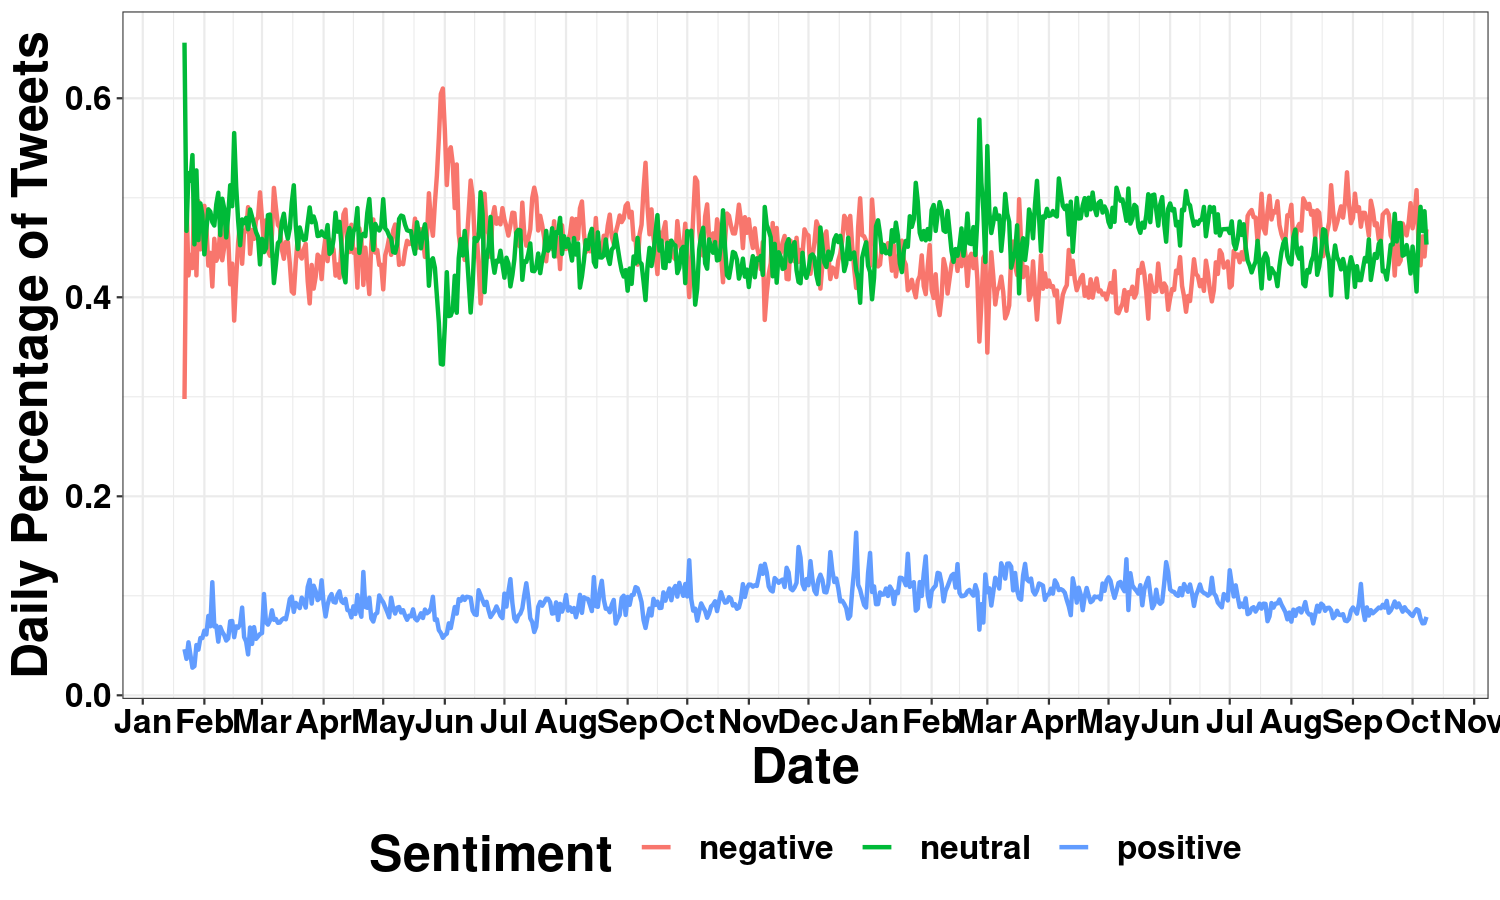 Daily Percentage of Tweets
0.6
0.4
0.2
0.0
Jan Feb Mar Apr May Jun Jul Aug Sep Oct Nov Dec Jan Feb Mar Apr May Jun Jul Aug Sep Oct Nov
Date
Sentiment negative neutral positive